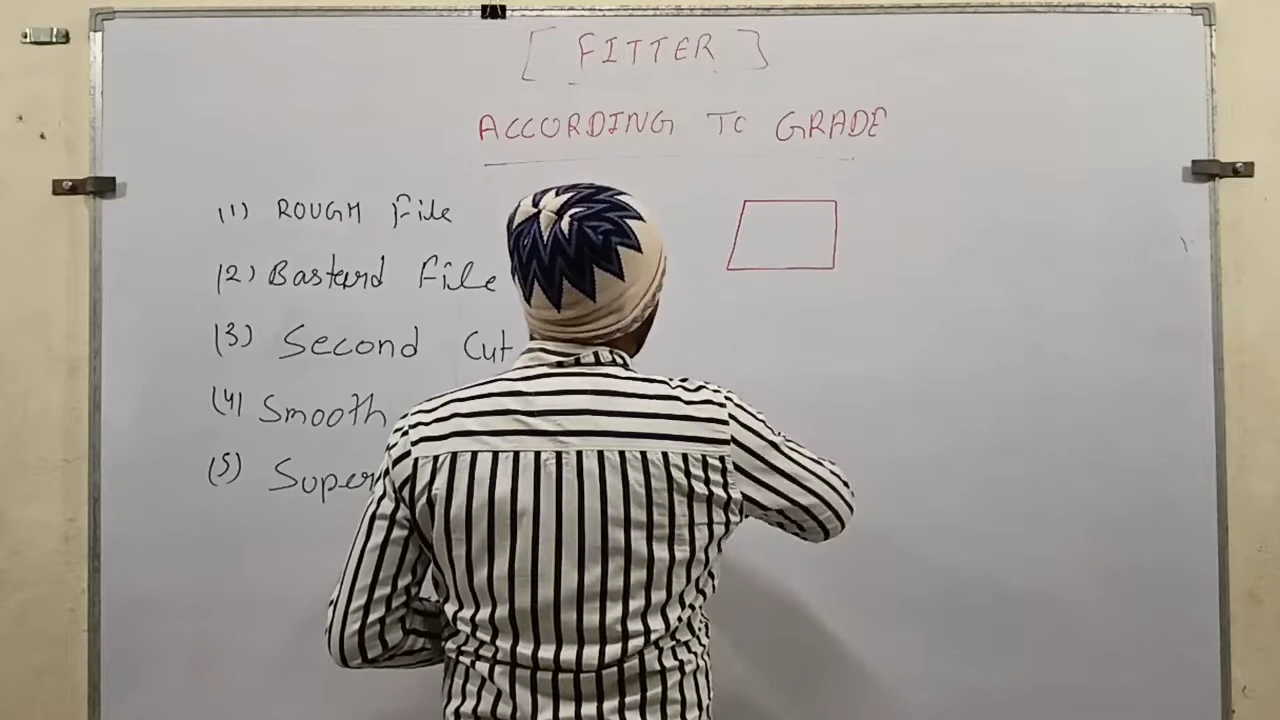 [ FITTER ]
ACCORDING TO GRADE
(1) ROUGH File
(2) Bastard File
(3) Second Cut
(4) Smooth
(5) Super